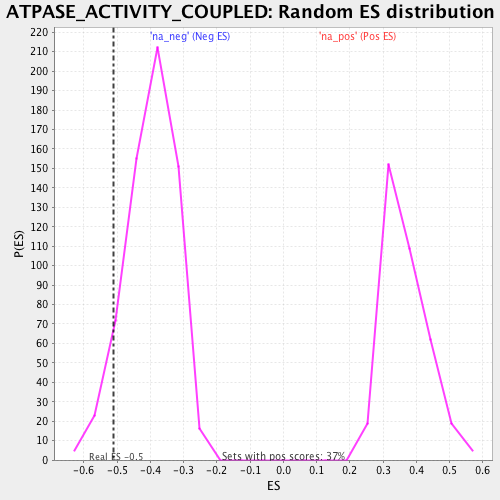 ATPASE_ACTIVITY_COUPLED: Random ES distribution
'na_neg' (Neg ES)
'na_pos' (Pos ES)
220
210
200
190
180
170
160
150
140
130
120
110
100
90
80
70
60
50
40
30
20
10
0
P(ES)
Real ES -0.5
Sets with pos scores: 37%
-0.6 -0.5 -0.4 -0.3 -0.2 -0.1 0.0 0.1 0.2 0.3 0.4 0.5 0.6
ES